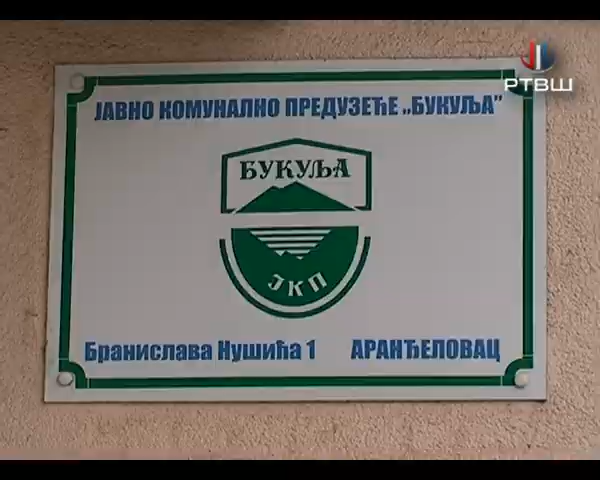 РТВШ
ЈАВНО КОМУНАЛНО ПРЕДУЗЕЋЕ „БУКУЉА”
БУКУЉА
ЈКП
Бранислава Нушића 1 АРАНЂЕЛОВАЦ